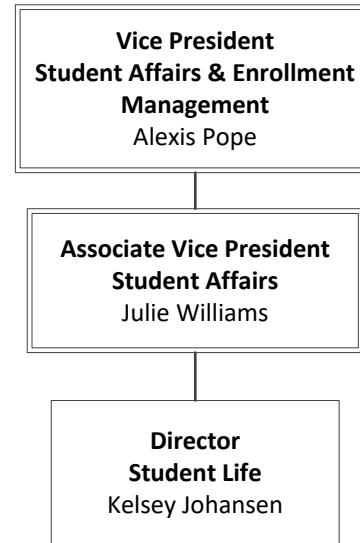 Vice President
Student Affairs & Enrollment
Management
Alexis Pope
Associate Vice President
Student Affairs
Julie Williams
Director
Student Life
Kelsey Johansen